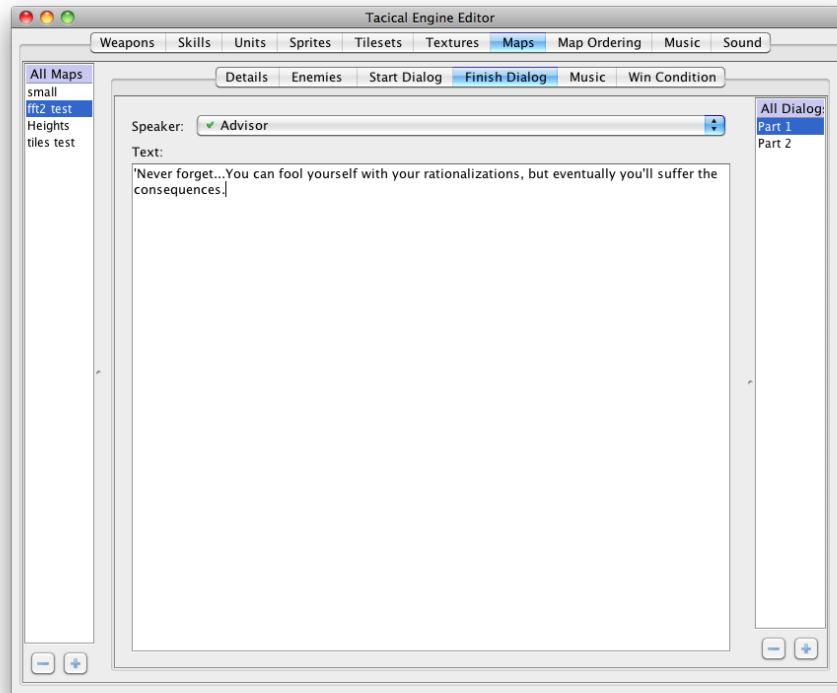 Tacical Engine Editor
Weapons Skills Units Sprites Tilesets Textures Maps Map Ordering Music Sound
All Maps
small
fft2 test
Heights
tiles test
Details Enemies Start Dialog Finish Dialog Music Win Condition
Speaker: Advisor
Text:
'Never forget...You can fool yourself with your rationalizations, but eventually you'll suffer the
consequences.
All Dialog:
Part 1
Part 2